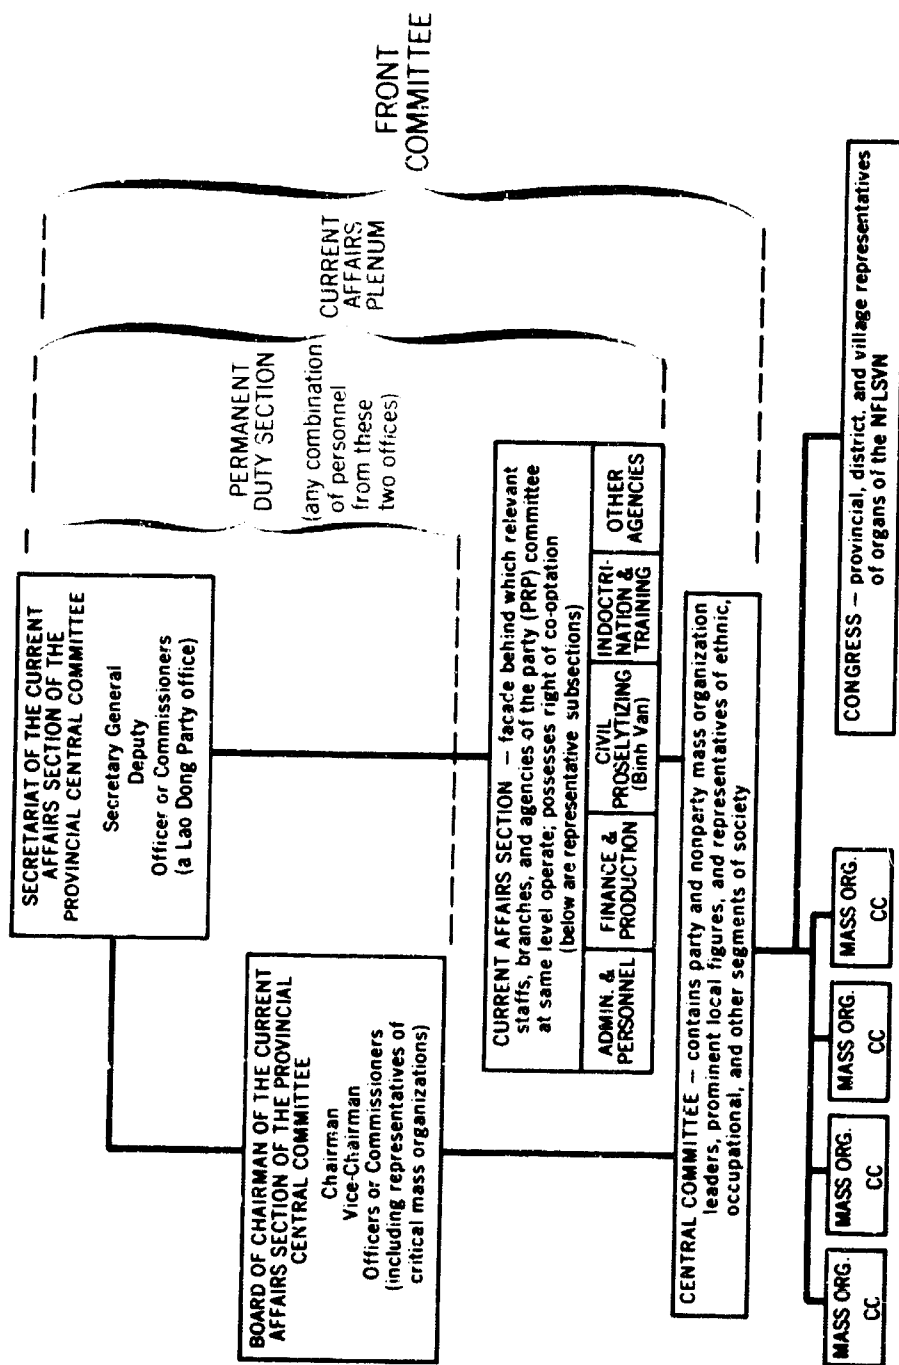 SECRETARIAT OF THE CURRENT
AFFAIRS SECTION OF THE
PROVINCIAL CENTRAL COMMITTEE
Secretary General
Deputy
Officer or Commissioners
(a Lao Dong Party office)
BOARD OF CHAIRMAN OF THE CURRENT
AFFAIRS SECTION OF THE PROVINCIAL
CENTRAL COMMITTEE
Chairman
Vice-Chairman
Officers or Commissioners
(including representatives of
critical mass organizations)
PERMANENT
DUTY SECTION
(any combination
of personnel
from these
two offices)
CURRENT
AFFAIRS
PLENUM
FRONT
COMMITTEE
CURRENT AFFAIRS SECTION — facade behind which relevant
staffs, branches, and agencies of the party (PRP) committee
at same level operate; possesses right of co-optation
(below are representative subsections)
ADMIN. &
PERSONNEL
FINANCE &
PRODUCTION
CIVIL
PROSELYTIZING
(Binh Van)
INDOCTRI-
NATION &
TRAINING
OTHER
AGENCIES
CENTRAL COMMITTEE — contains party and nonparty mass organization
leaders, prominent local figures, and representatives of ethnic,
occupational, and other segments of society
MASS ORG.
CC
MASS ORG.
CC
MASS ORG.
CC
MASS ORG.
CC
CONGRESS — provincial, district, and village representatives
of organs of the NFLSVN